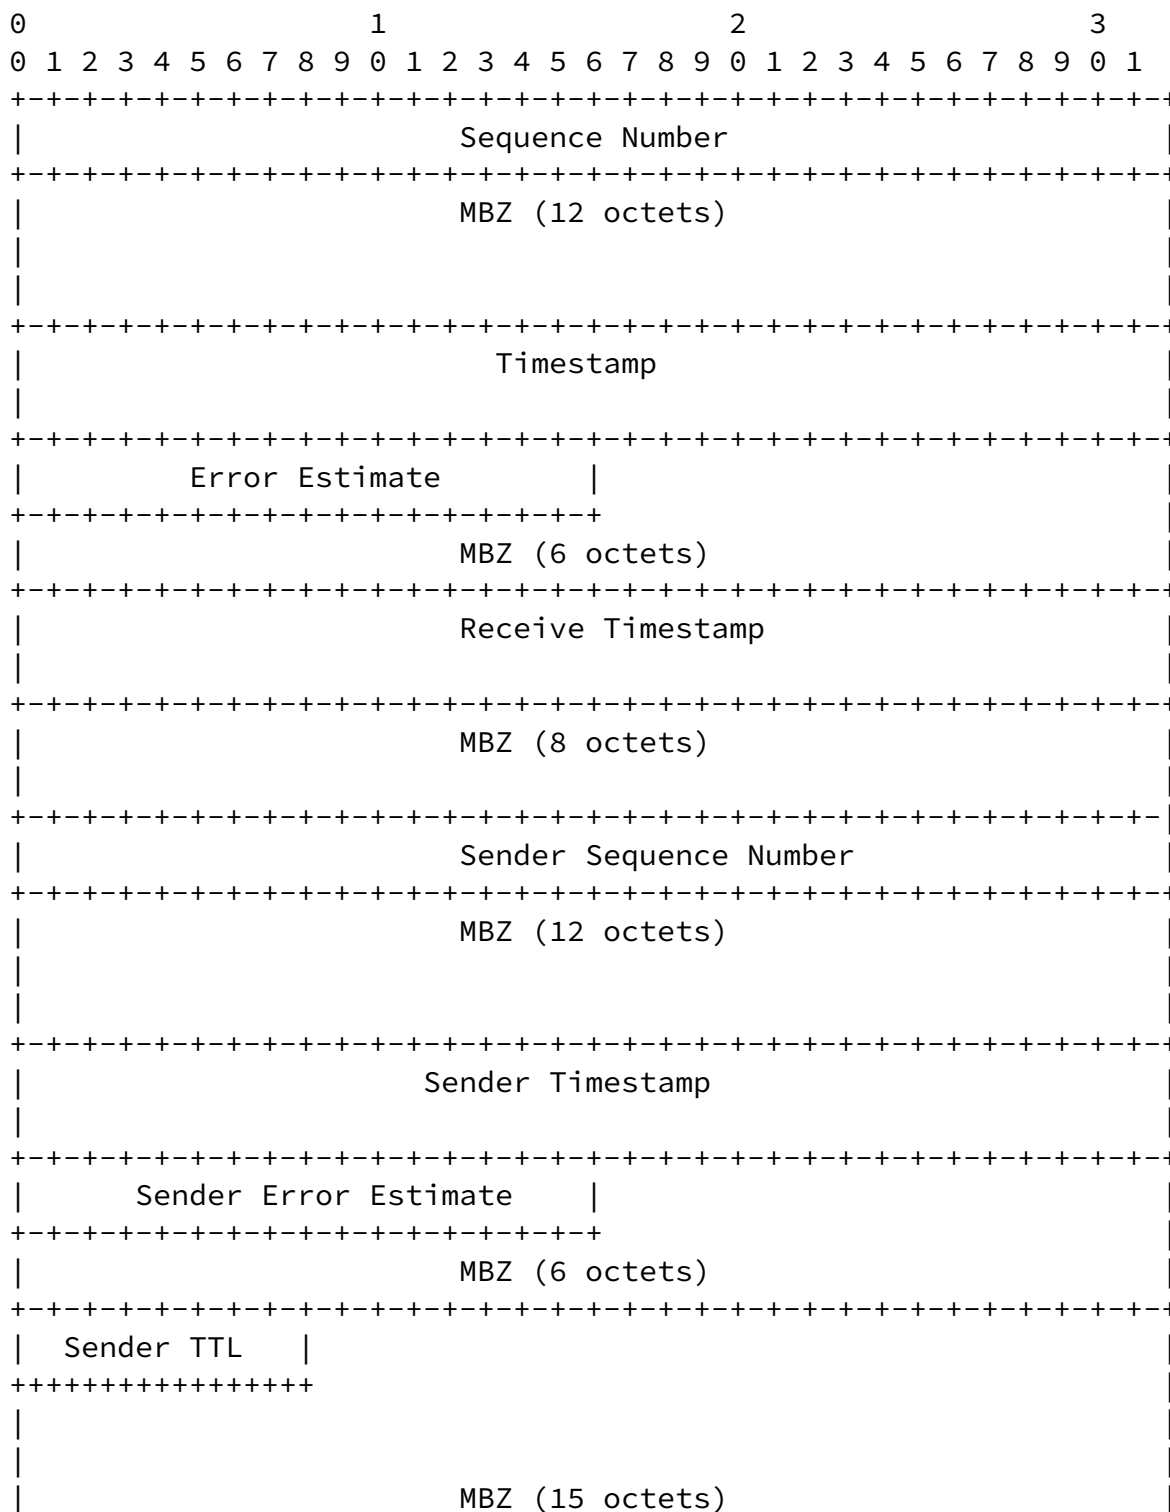 0                   1                   2                   3
0 1 2 3 4 5 6 7 8 9 0 1 2 3 4 5 6 7 8 9 0 1 2 3 4 5 6 7 8 9 0 1
+-+-+-+-+-+-+-+-+-+-+-+-+-+-+-+-+-+-+-+-+-+-+-+-+-+-+-+-+-+-+-+-+
|                        Sequence Number                        |
+-+-+-+-+-+-+-+-+-+-+-+-+-+-+-+-+-+-+-+-+-+-+-+-+-+-+-+-+-+-+-+-+
|                        MBZ (12 octets)                        |
|                                                               |
|                                                               |
+-+-+-+-+-+-+-+-+-+-+-+-+-+-+-+-+-+-+-+-+-+-+-+-+-+-+-+-+-+-+-+-+
|                          Timestamp                            |
|                                                               |
+-+-+-+-+-+-+-+-+-+-+-+-+-+-+-+-+-+-+-+-+-+-+-+-+-+-+-+-+-+-+-+-+
|         Error Estimate        |                               |
+-+-+-+-+-+-+-+-+-+-+-+-+-+-+-+-+                               |
|                        MBZ (6 octets)                         |
+-+-+-+-+-+-+-+-+-+-+-+-+-+-+-+-+-+-+-+-+-+-+-+-+-+-+-+-+-+-+-+-+
|                        Receive Timestamp                      |
|                                                               |
+-+-+-+-+-+-+-+-+-+-+-+-+-+-+-+-+-+-+-+-+-+-+-+-+-+-+-+-+-+-+-+-+
|                        MBZ (8 octets)                         |
|                                                               |
+-+-+-+-+-+-+-+-+-+-+-+-+-+-+-+-+-+-+-+-+-+-+-+-+-+-+-+-+-+-+-+-|
|                        Sender Sequence Number                 |
+-+-+-+-+-+-+-+-+-+-+-+-+-+-+-+-+-+-+-+-+-+-+-+-+-+-+-+-+-+-+-+-+
|                        MBZ (12 octets)                        |
|                                                               |
|                                                               |
+-+-+-+-+-+-+-+-+-+-+-+-+-+-+-+-+-+-+-+-+-+-+-+-+-+-+-+-+-+-+-+-+
|                      Sender Timestamp                         |
|                                                               |
+-+-+-+-+-+-+-+-+-+-+-+-+-+-+-+-+-+-+-+-+-+-+-+-+-+-+-+-+-+-+-+-+
|      Sender Error Estimate    |                               |
+-+-+-+-+-+-+-+-+-+-+-+-+-+-+-+-+                               |
|                        MBZ (6 octets)                         |
+-+-+-+-+-+-+-+-+-+-+-+-+-+-+-+-+-+-+-+-+-+-+-+-+-+-+-+-+-+-+-+-+
|  Sender TTL   |                                               |
+++++++++++++++++                                               |
|                                                               |
|                                                               |
|                        MBZ (15 octets)                        |